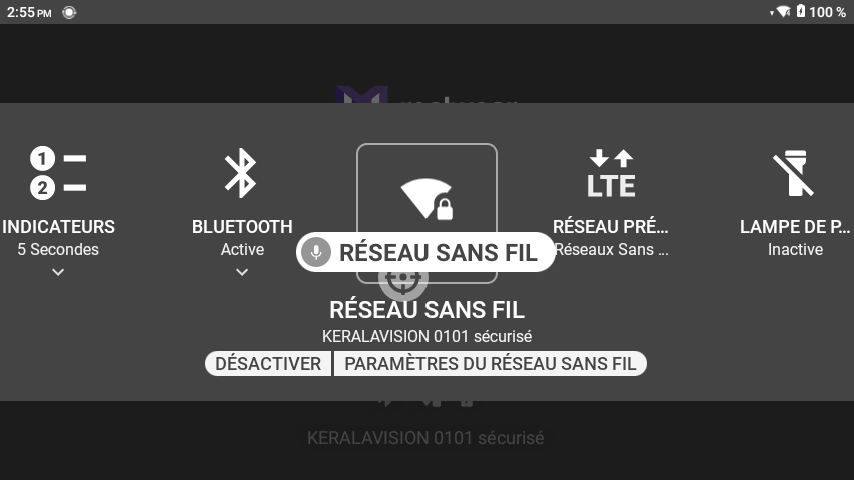 2:55 PM
100 %
1
2
LTE
INDICATEURS
5 Secondes
BLUETOOTH
Active
RÉSEAU SANS FIL
RÉSEAU PRÉ...
Réseaux Sans ...
LAMPE DE P...
Inactive
RÉSEAU SANS FIL
KERALAVISION 0101 sécurisé
DÉSACTIVER
PARAMÈTRES DU RÉSEAU SANS FIL
KERALAVISION 0101 sécurisé